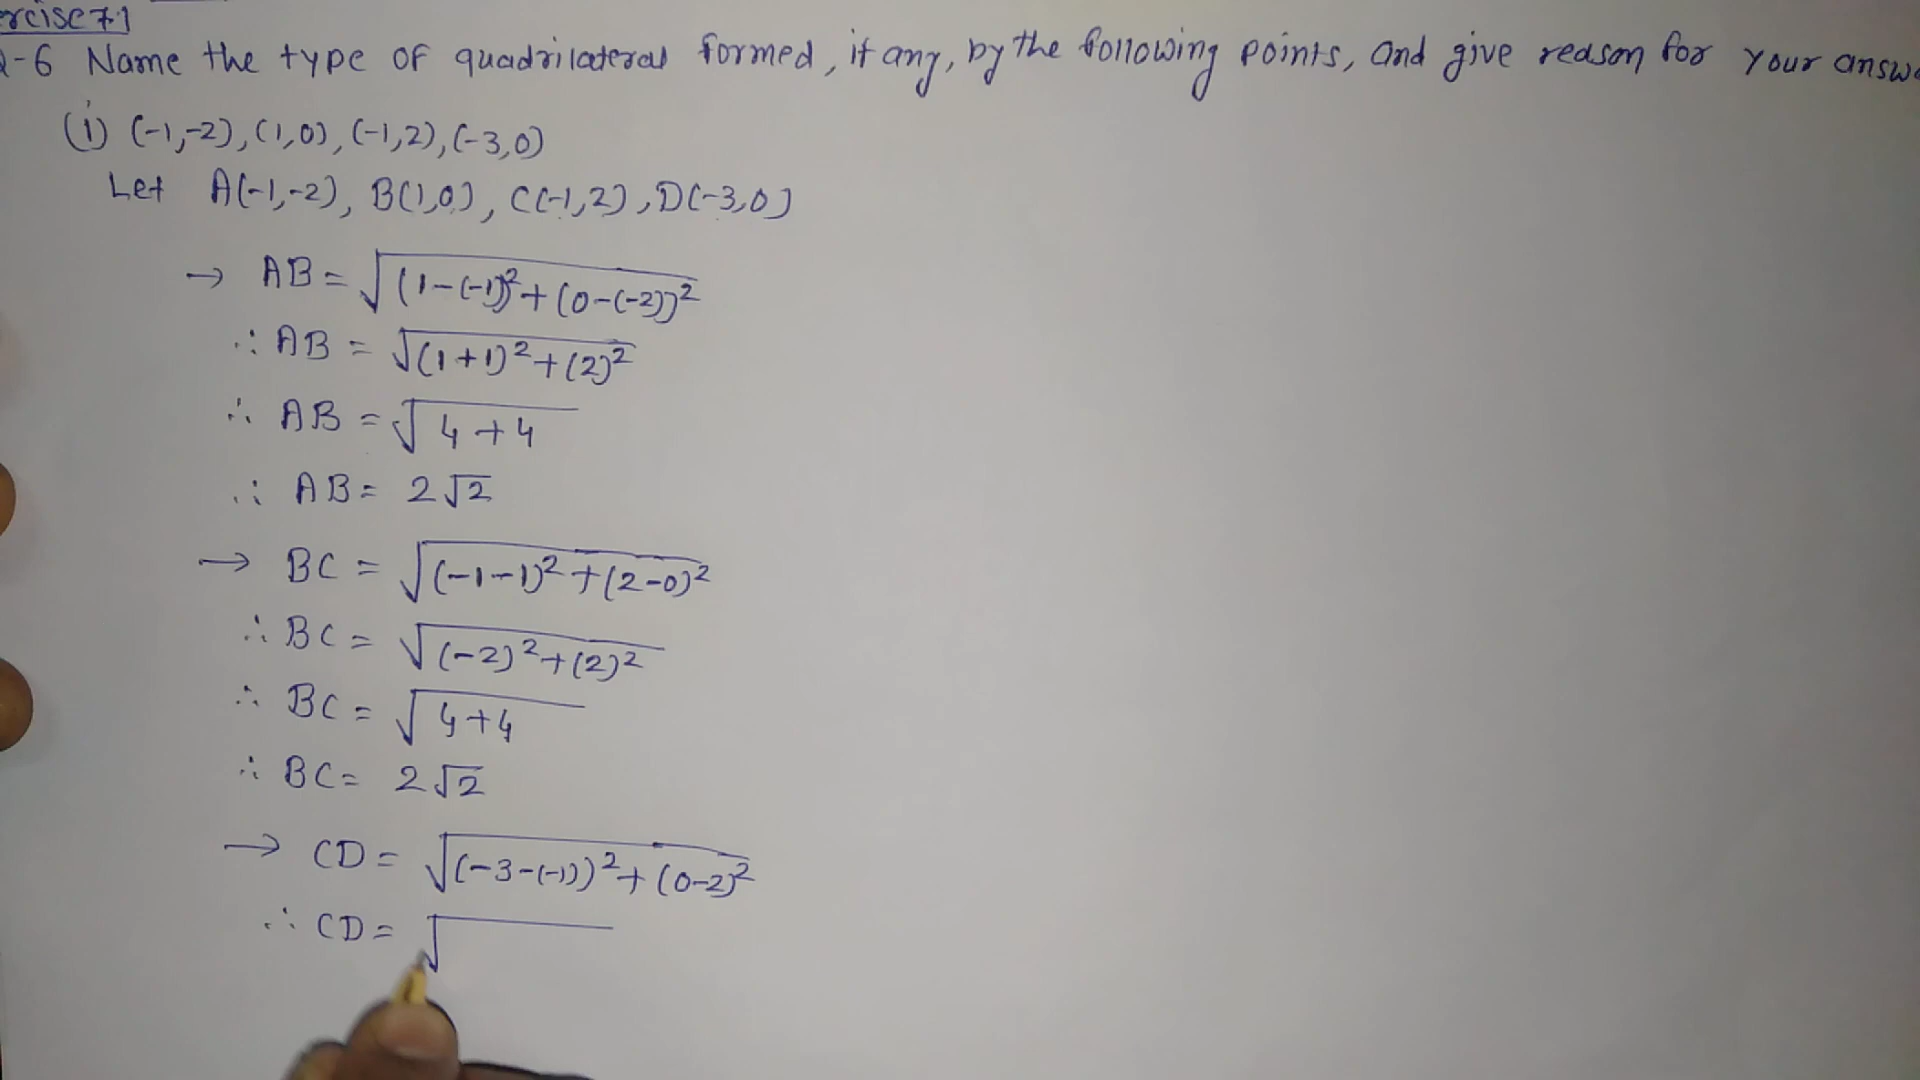 ercise 7.1
Q-6 Name the type of quadrilateral formed, if any, by the following points, and give reason for your answe
(i) (-1,-2), (1,0), (-1,2), (-3,0)
Let A(-1,-2), B(1,0), C(-1,2), D(-3,0)
→ AB = √(1-(-1))²+(0-(-2))²
∴ AB = √(1+1)²+(2)²
∴ AB = √4+4
∴ AB = 2√2
→ BC = √(-1-1)²+(2-0)²
∴ BC = √(-2)²+(2)²
∴ BC = √4+4
∴ BC = 2√2
→ CD = √(-3-(-1))²+(0-2)²
∴ CD = √